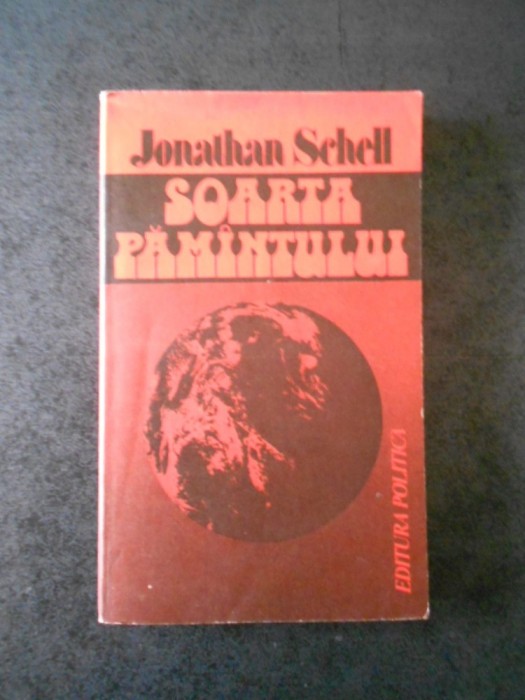 Jonathan Schell
SOARTA
PĂMÎNTULUI
EDITURA POLITICA